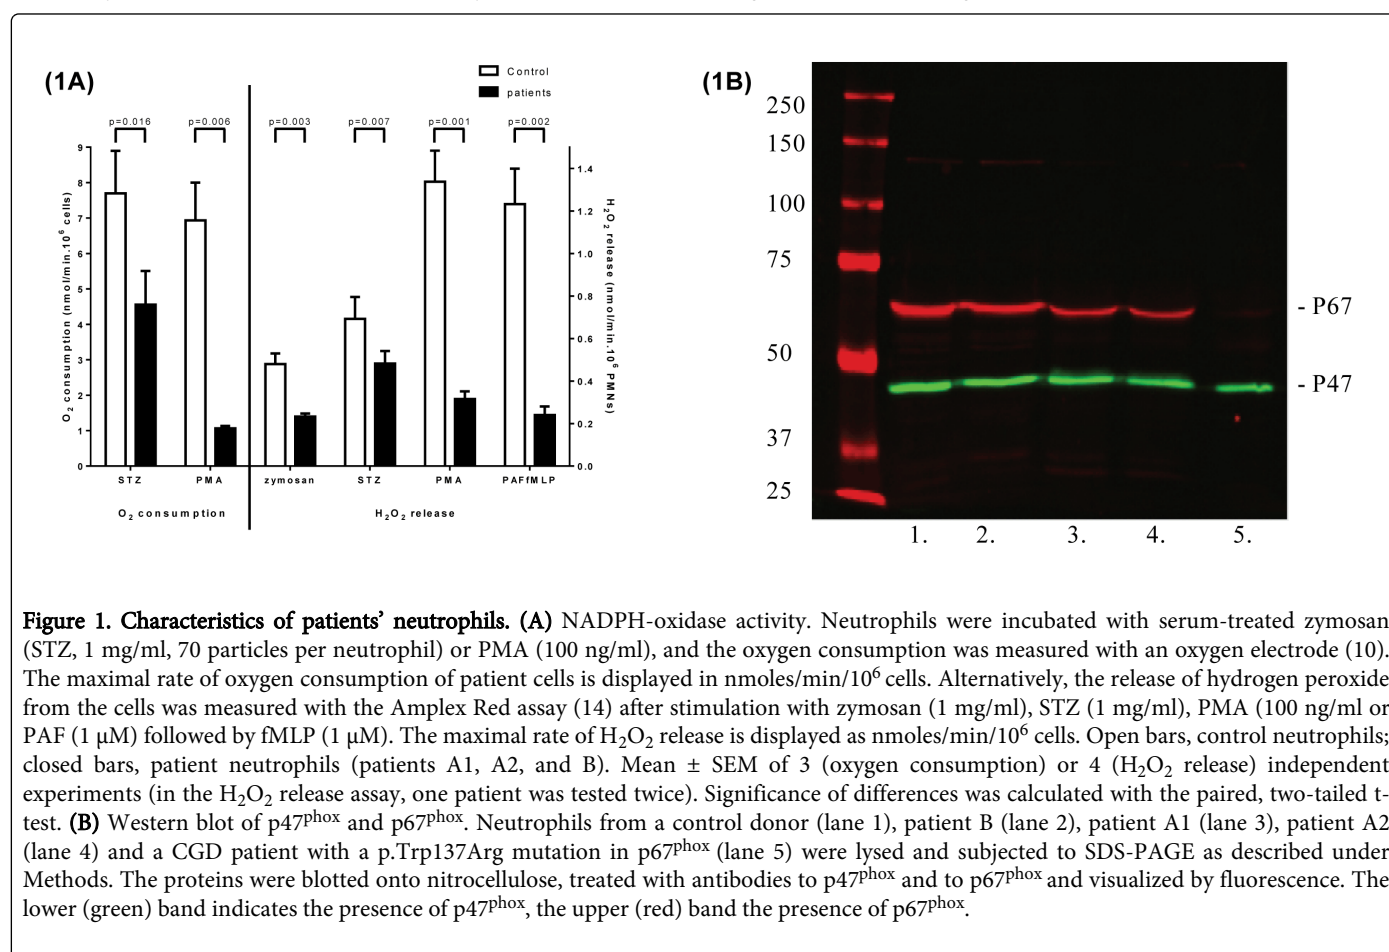 (1A)
Control
patients
p=0.016 p=0.006 p=0.003 p=0.007 p=0.001 p=0.002
O2 consumption (nmol/min.10^6 cells)
9
8
7
6
5
4
3
2
1
0
1.4
1.2
1.0
0.8
0.6
0.4
0.2
0.0
H2O2 release (nmol/min.10^6 PMNs)
STZ PMA zymosan STZ PMA PAFfMLP
O2 consumption H2O2 release
(1B)
250
150
100
75
50
37
25
- P67
- P47
1. 2. 3. 4. 5.
Figure 1. Characteristics of patients’ neutrophils. (A) NADPH-oxidase activity. Neutrophils were incubated with serum-treated zymosan
(STZ, 1 mg/ml, 70 particles per neutrophil) or PMA (100 ng/ml), and the oxygen consumption was measured with an oxygen electrode (10).
The maximal rate of oxygen consumption of patient cells is displayed in nmoles/min/10^6 cells. Alternatively, the release of hydrogen peroxide
from the cells was measured with the Amplex Red assay (14) after stimulation with zymosan (1 mg/ml), STZ (1 mg/ml), PMA (100 ng/ml or
PAF (1 μM) followed by fMLP (1 μM). The maximal rate of H2O2 release is displayed as nmoles/min/10^6 cells. Open bars, control neutrophils;
closed bars, patient neutrophils (patients A1, A2, and B). Mean ± SEM of 3 (oxygen consumption) or 4 (H2O2 release) independent
experiments (in the H2O2 release assay, one patient was tested twice). Significance of differences was calculated with the paired, two-tailed t-
test. (B) Western blot of p47phox and p67phox. Neutrophils from a control donor (lane 1), patient B (lane 2), patient A1 (lane 3), patient A2
(lane 4) and a CGD patient with a p.Trp137Arg mutation in p67phox (lane 5) were lysed and subjected to SDS-PAGE as described under
Methods. The proteins were blotted onto nitrocellulose, treated with antibodies to p47phox and to p67phox and visualized by fluorescence. The
lower (green) band indicates the presence of p47phox, the upper (red) band the presence of p67phox.